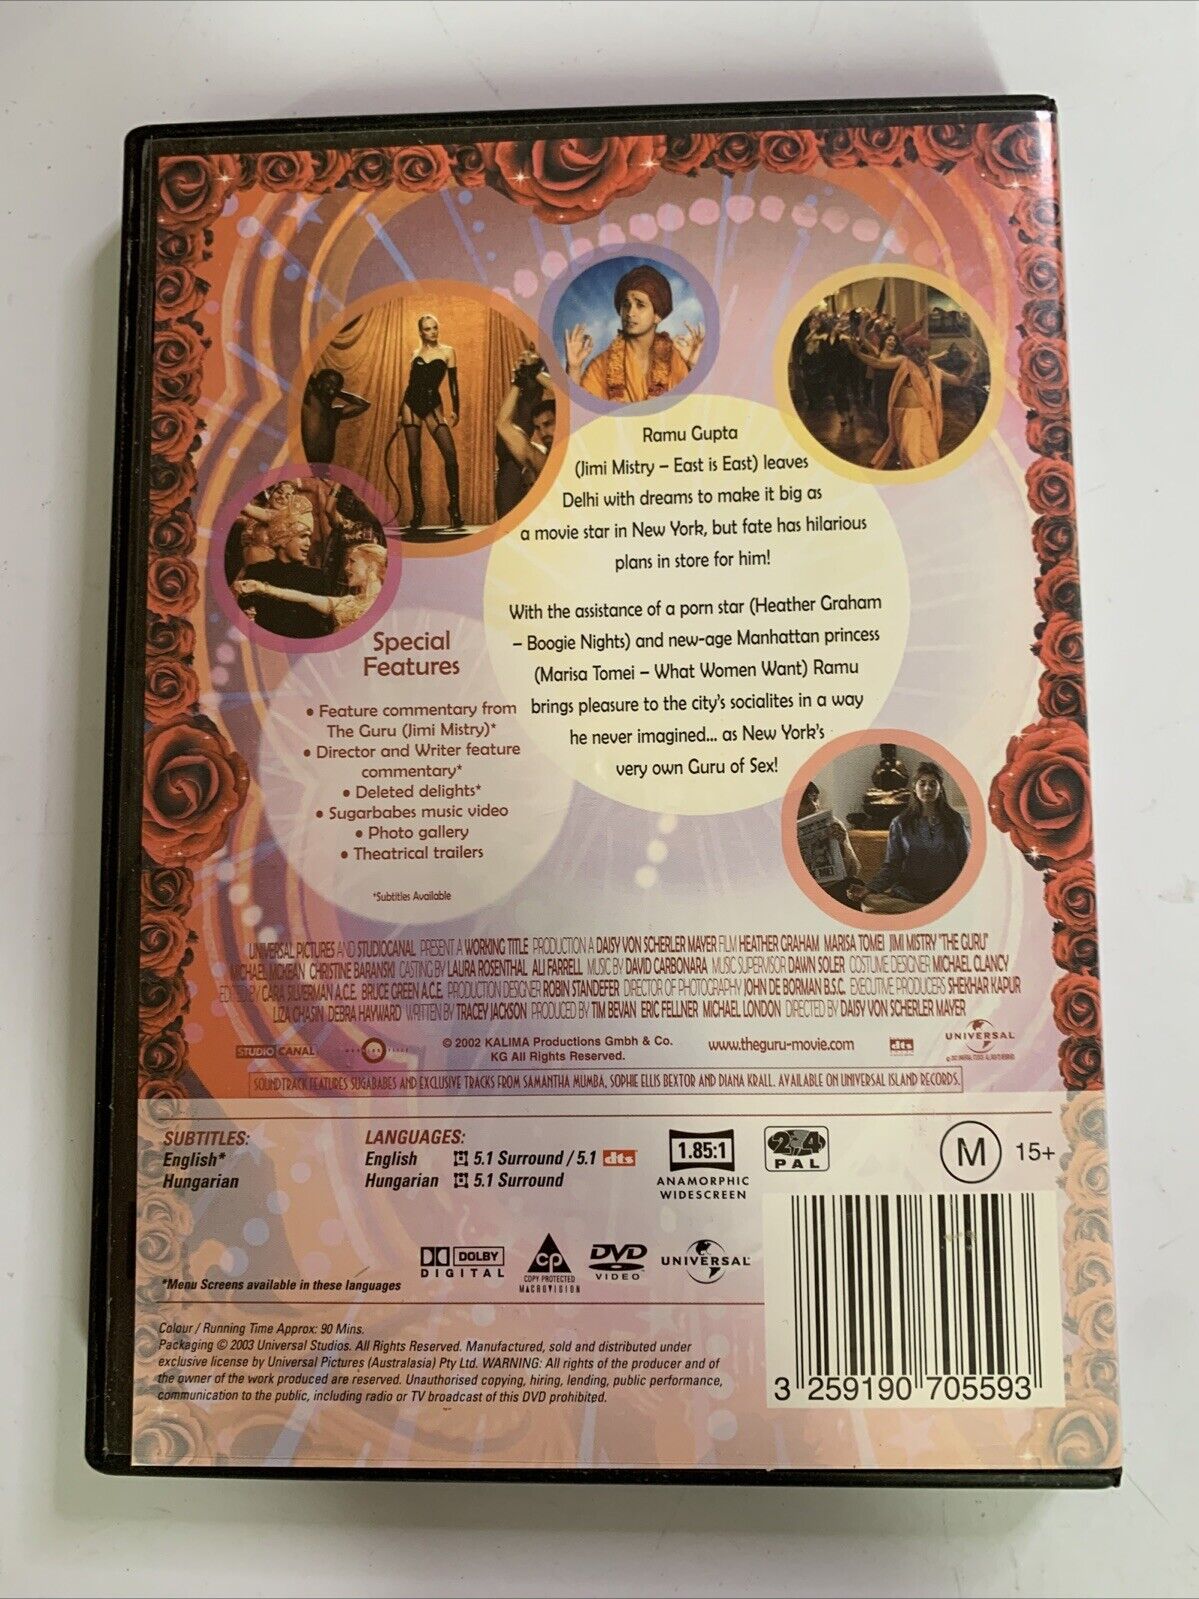 Ramu Gupta
(Jimi Mistry – East is East) leaves
Delhi with dreams to make it big as
a movie star in New York, but fate has hilarious
plans in store for him!
With the assistance of a porn star (Heather Graham
– Boogie Nights) and new-age Manhattan princess
(Marisa Tomei – What Women Want) Ramu
brings pleasure to the city's socialites in a way
he never imagined... as New York's
very own Guru of Sex!
Special
Features
• Feature commentary from
The Guru (Jimi Mistry)*
• Director and Writer feature
commentary*
• Deleted delights*
• Sugarbabes music video
• Photo gallery
• Theatrical trailers
*Subtitles Available
UNIVERSAL PICTURES AND STUDIOCANAL PRESENT A WORKING TITLE PRODUCTION A DAISY VON SCHERLER MAYER FILM HEATHER GRAHAM MARISA TOMEI JIMI MISTRY "THE GURU"
MICHAEL MCKEAN CHRISTINE BARANSKI CASTING BY LAURA ROSENTHAL ALI FARRELL MUSIC BY DAVID CARBONARA MUSIC SUPERVISOR DAWN SOLER COSTUME DESIGNER MICHAEL CLANCY
EDITED BY CARA SILVERMAN A.C.E. BRUCE GREEN A.C.E. PRODUCTION DESIGNER ROBIN STANDEFER DIRECTOR OF PHOTOGRAPHY JOHN DE BORMAN B.S.C. EXECUTIVE PRODUCERS SHEKHAR KAPUR
LIZA CHASIN DEBRA HAYWARD WRITTEN BY TRACEY JACKSON PRODUCED BY TIM BEVAN ERIC FELLNER MICHAEL LONDON DIRECTED BY DAISY VON SCHERLER MAYER
STUDIO CANAL
© 2002 KALIMA Productions Gmbh & Co.
KG All Rights Reserved.
www.theguru-movie.com
dts
UNIVERSAL
SOUNDTRACK FEATURES SUGABABES AND EXCLUSIVE TRACKS FROM SAMANTHA MUMBA, SOPHIE ELLIS BEXTOR AND DIANA KRALL. AVAILABLE ON UNIVERSAL ISLAND RECORDS.
SUBTITLES:
English*
Hungarian
LANGUAGES:
English 5.1 Surround / 5.1 dts
Hungarian 5.1 Surround
1.85:1
ANAMORPHIC
WIDESCREEN
2 4
PAL
M 15+
*Menu Screens available in these languages
DOLBY
DIGITAL
CP
COPY PROTECTED
MACROVISION
DVD
VIDEO
UNIVERSAL
Colour / Running Time Approx: 90 Mins.
Packaging © 2003 Universal Studios. All Rights Reserved. Manufactured, sold and distributed under
exclusive license by Universal Pictures (Australasia) Pty Ltd. WARNING: All rights of the producer and of
the owner of the work produced are reserved. Unauthorised copying, hiring, lending, public performance,
communication to the public, including radio or TV broadcast of this DVD prohibited.
3 259190 705593